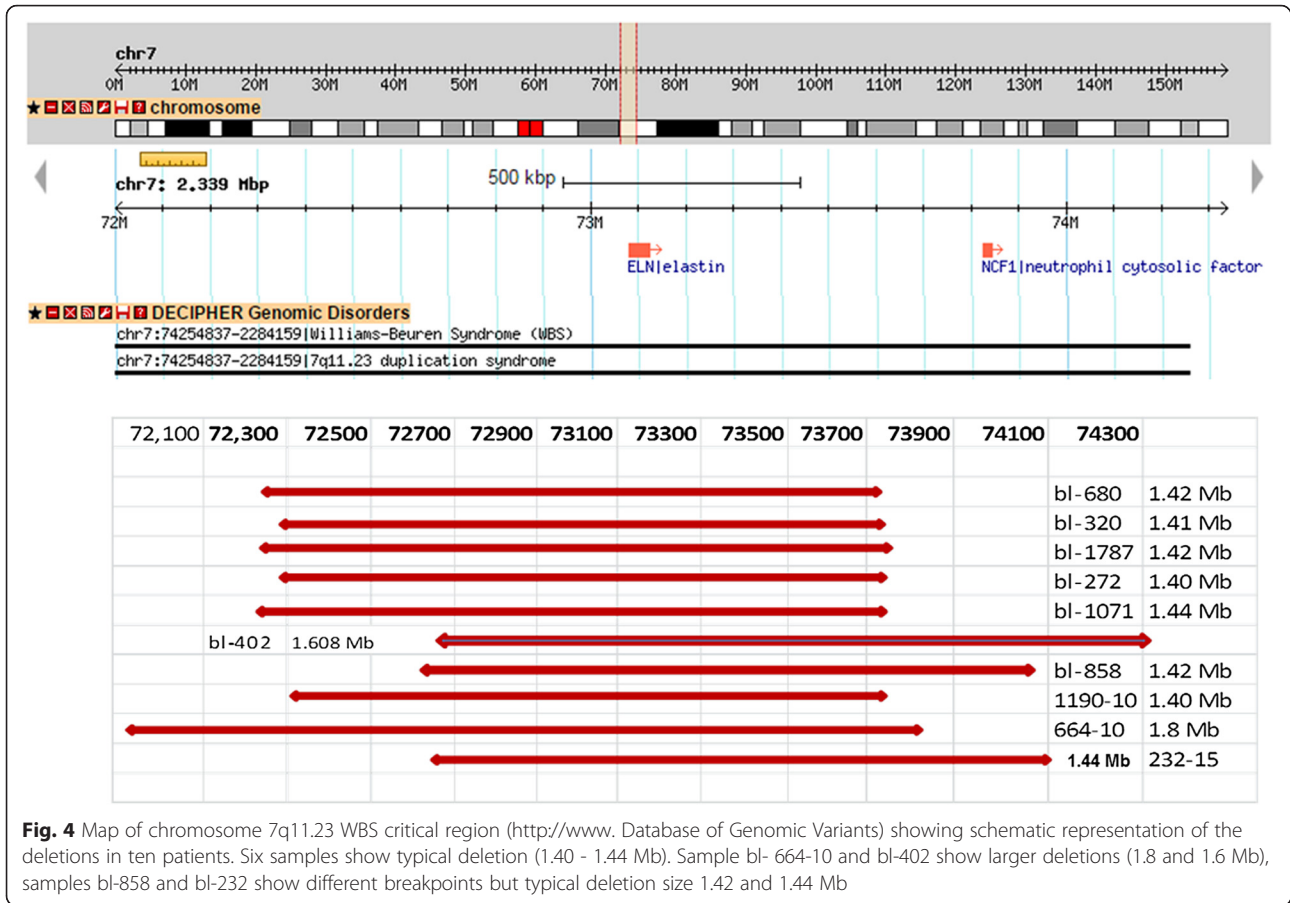 chr7
0M 10M 20M 30M 40M 50M 60M 70M 80M 90M 100M 110M 120M 130M 140M 150M
chromosome
chr7: 2.339 Mbp
500 kbp
72M 73M 74M
ELN|elastin
NCF1|neutrophil cytosolic factor
DECIPHER Genomic Disorders
chr7:74254837-2284159|Williams-Beuren Syndrome (WBS)
chr7:74254837-2284159|7q11.23 duplication syndrome
72,100 72,300 72500 72700 72900 73100 73300 73500 73700 73900 74100 74300
bl-680 1.42 Mb
bl-320 1.41 Mb
bl-1787 1.42 Mb
bl-272 1.40 Mb
bl-1071 1.44 Mb
bl-402 1.608 Mb
bl-858 1.42 Mb
1190-10 1.40 Mb
664-10 1.8 Mb
1.44 Mb 232-15
Fig. 4 Map of chromosome 7q11.23 WBS critical region (http://www. Database of Genomic Variants) showing schematic representation of the
deletions in ten patients. Six samples show typical deletion (1.40 - 1.44 Mb). Sample bl- 664-10 and bl-402 show larger deletions (1.8 and 1.6 Mb),
samples bl-858 and bl-232 show different breakpoints but typical deletion size 1.42 and 1.44 Mb